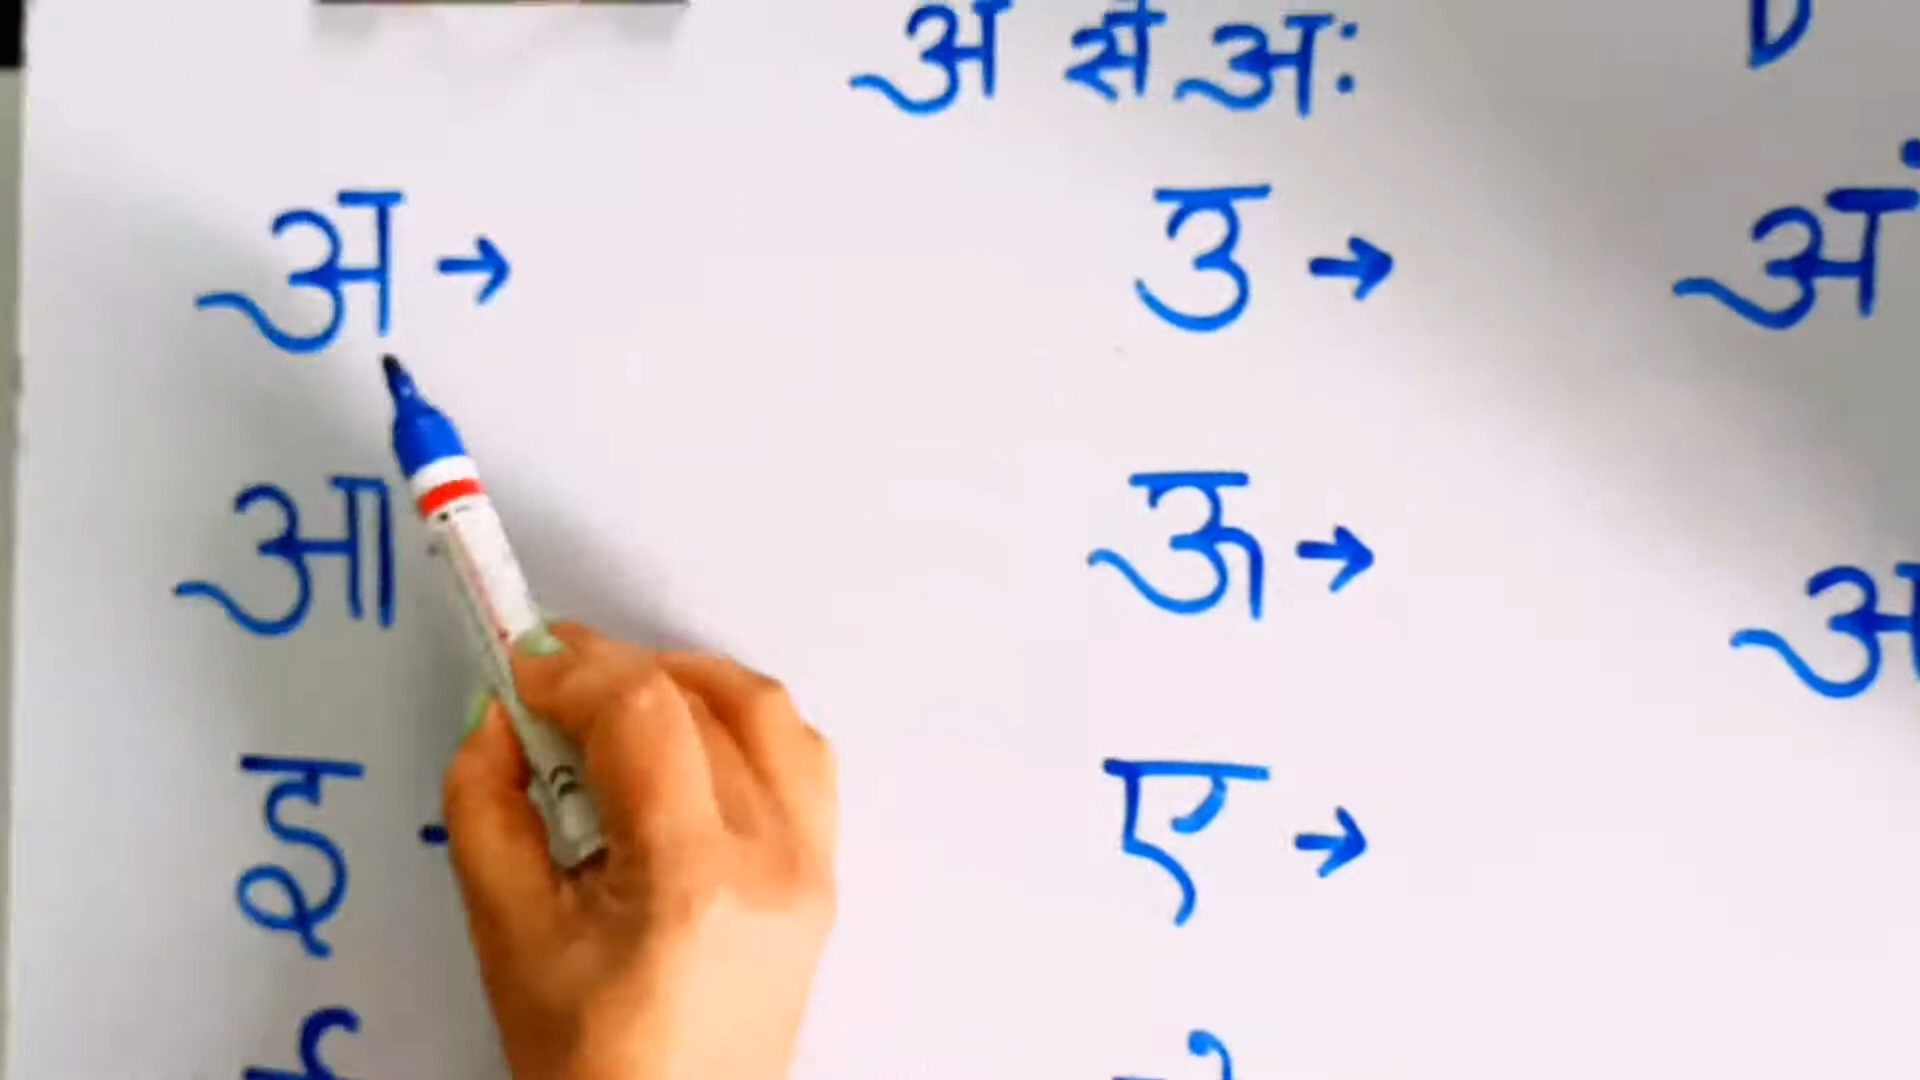 अ से अः
अ → उ → अं
आ ऊ →
इ ए →